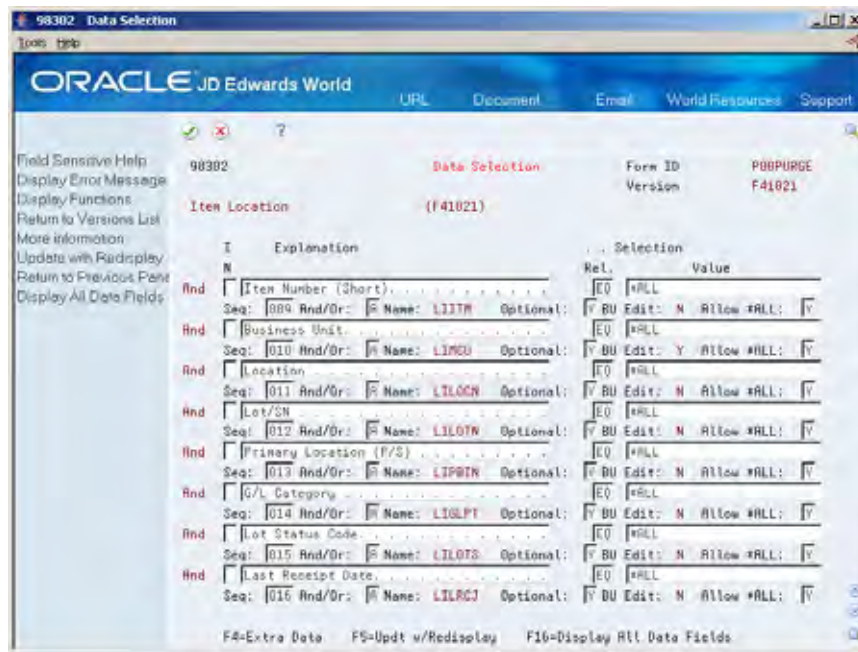 98302 Data Selection
Tools Help
ORACLE JD Edwards World
URL Document Email World Resources Support
Field Sensitive Help
Display Error Message
Display Functions
Return to Versions List
More information
Update with Redisplay
Return to Previous Pane
Display All Data Fields
?
98302 Data Selection Form ID P00PURGE
Version F41021
Item Location (F41021)
I Explanation . . Selection
N Rel. Value
And Item Number (Short). . . . . . . . . . . . EQ *ALL
Seq: 009 And/Or: A Name: LIITM Optional: Y BU Edit: N Allow *ALL: Y
And Business Unit. . . . . . . . . . . . . . . EQ *ALL
Seq: 010 And/Or: A Name: LIMCU Optional: Y BU Edit: Y Allow *ALL: Y
And Location . . . . . . . . . . . . . . . . . EQ *ALL
Seq: 011 And/Or: A Name: LILOCN Optional: Y BU Edit: N Allow *ALL: Y
And Lot/SN . . . . . . . . . . . . . . . . . . EQ *ALL
Seq: 012 And/Or: A Name: LILOTN Optional: Y BU Edit: N Allow *ALL: Y
And Primary Location (P/S) . . . . . . . . . . EQ *ALL
Seq: 013 And/Or: A Name: LIPBIN Optional: Y BU Edit: N Allow *ALL: Y
And G/L Category . . . . . . . . . . . . . . . EQ *ALL
Seq: 014 And/Or: A Name: LIGLPT Optional: Y BU Edit: N Allow *ALL: Y
And Lot Status Code. . . . . . . . . . . . . . EQ *ALL
Seq: 015 And/Or: A Name: LILOTS Optional: Y BU Edit: N Allow *ALL: Y
And Last Receipt Date. . . . . . . . . . . . . EQ *ALL
Seq: 016 And/Or: A Name: LILRCJ Optional: Y BU Edit: N Allow *ALL: Y
F4=Extra Data F5=Updt w/Redisplay F16=Display All Data Fields